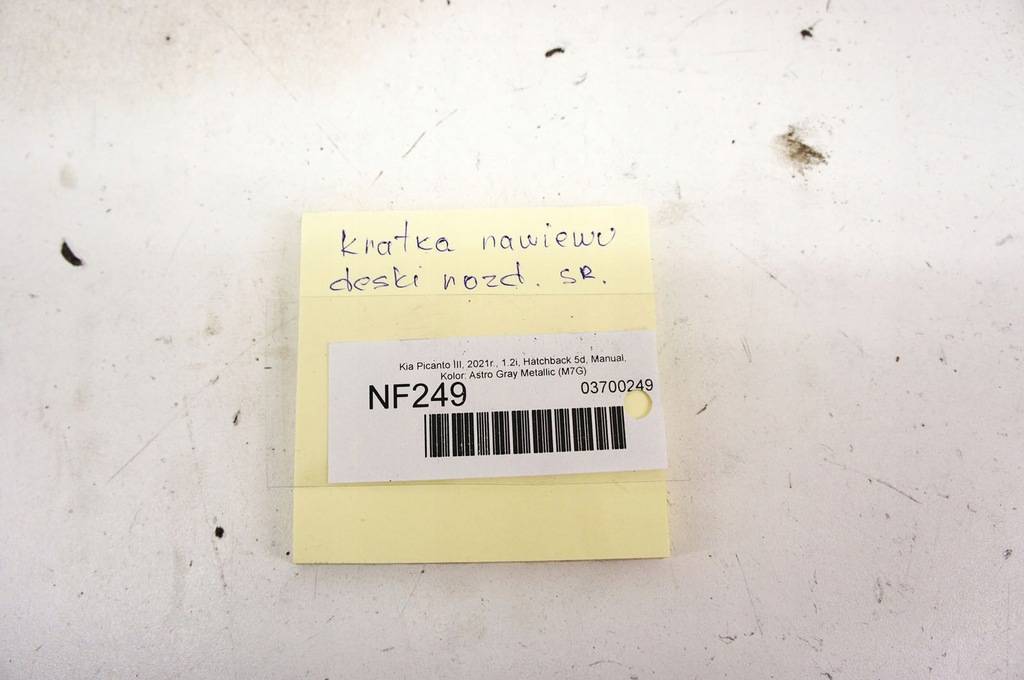 kratka nawiewu
deski rozd. SR.
Kia Picanto III, 2021r., 1.2i, Hatchback 5d, Manual,
Kolor: Astro Gray Metallic (M7G)
NF249 03700249